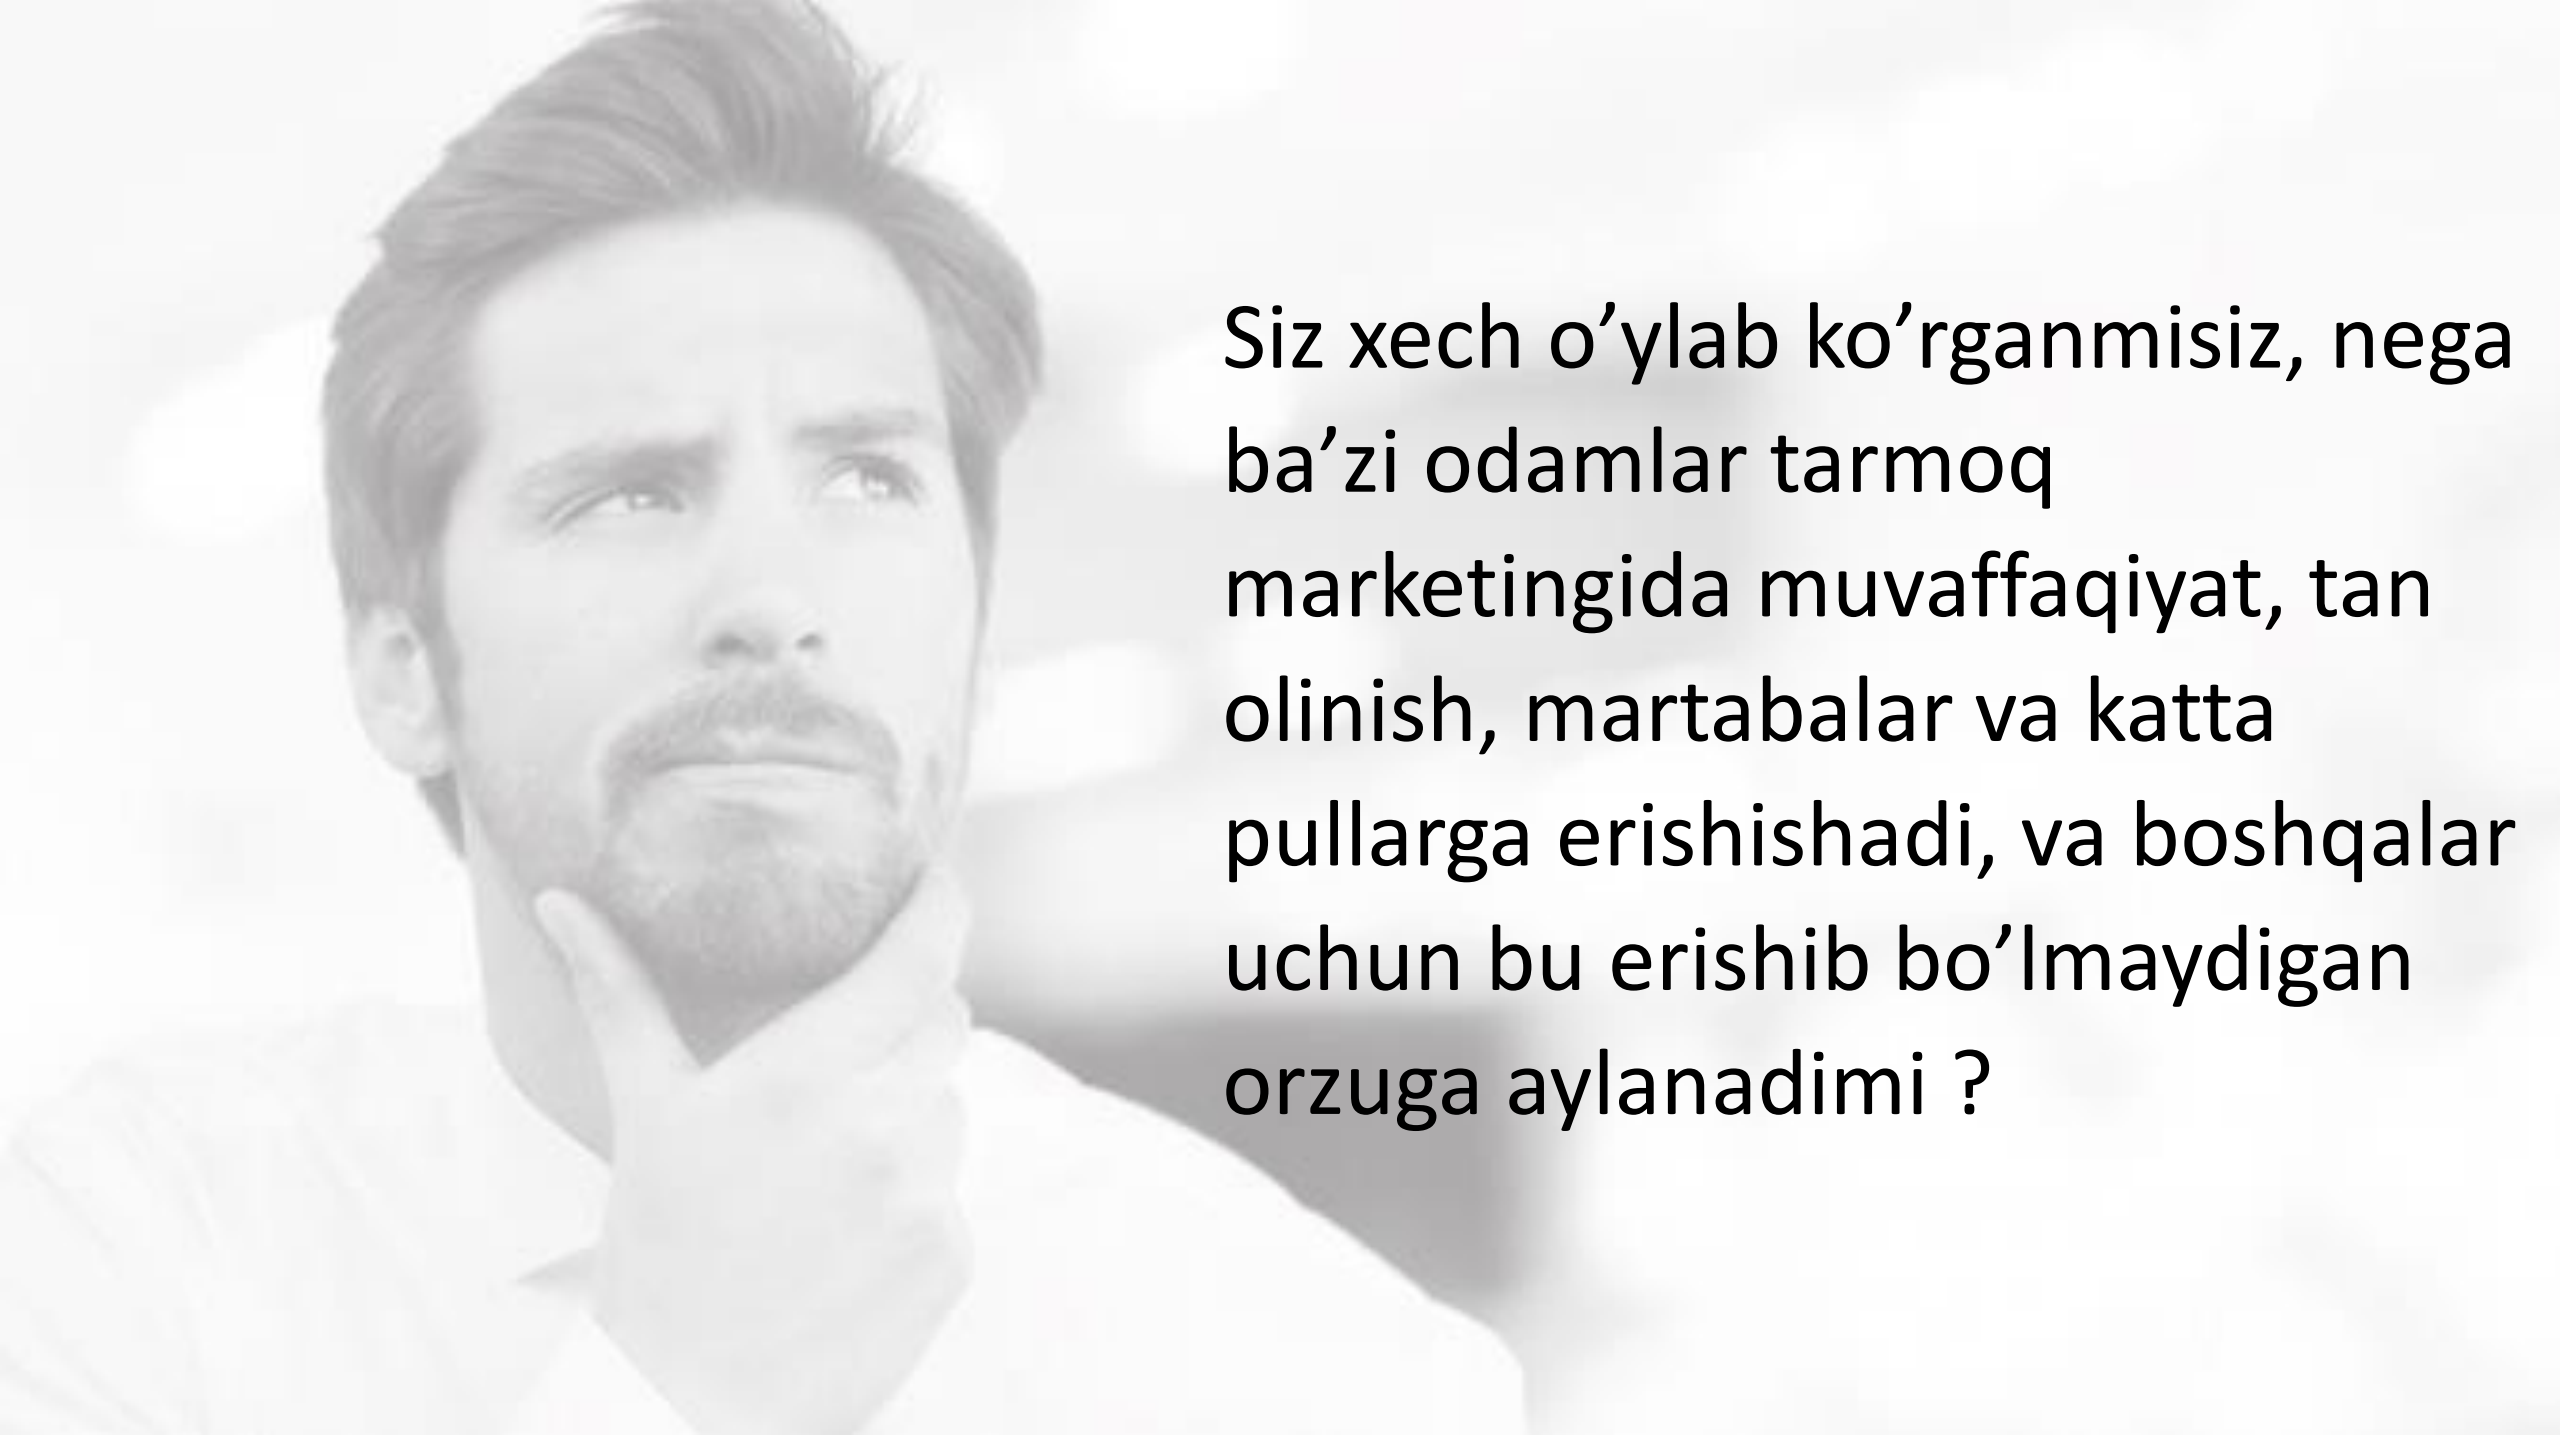 Siz xech o’ylab ko’rganmisiz, nega
ba’zi odamlar tarmoq
marketingida muvaffaqiyat, tan
olinish, martabalar va katta
pullarga erishishadi, va boshqalar
uchun bu erishib bo’lmaydigan
orzuga aylanadimi ?